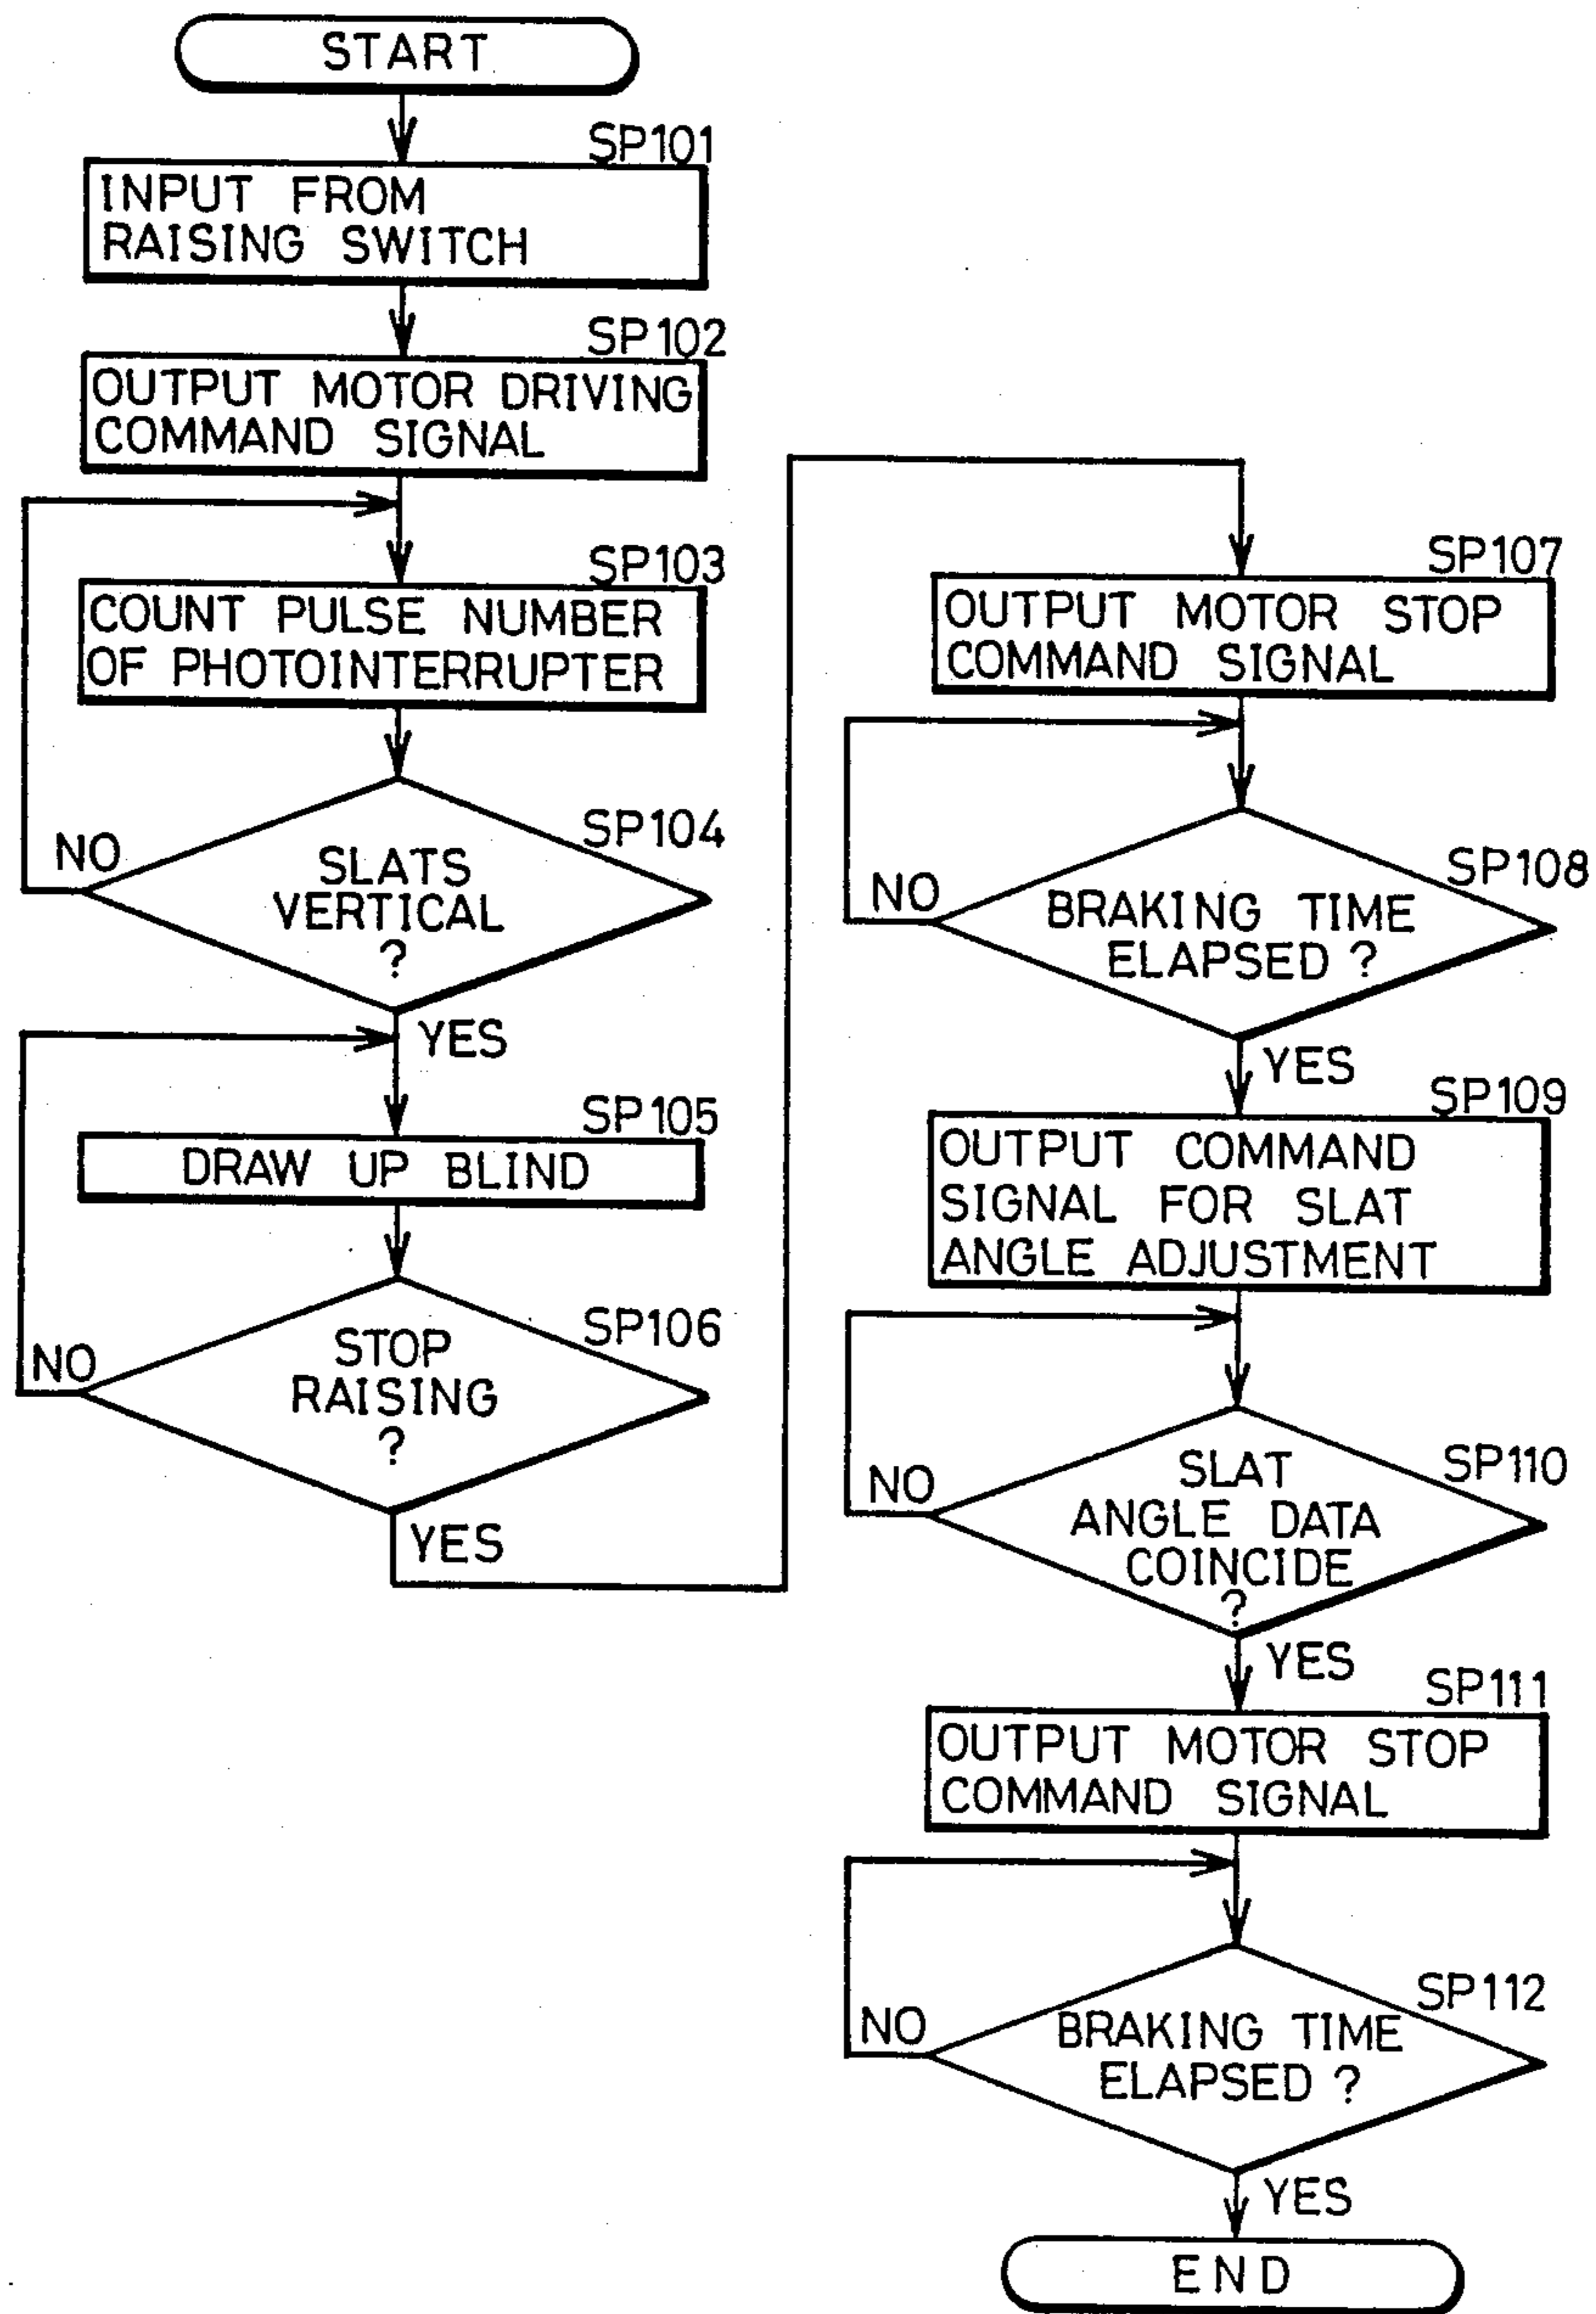 START
SP101
INPUT FROM
RAISING SWITCH
SP102
OUTPUT MOTOR DRIVING
COMMAND SIGNAL
SP103
COUNT PULSE NUMBER
OF PHOTOINTERRUPTER
SP104
NO
SLATS
VERTICAL
?
YES
SP105
DRAW UP BLIND
SP106
NO
STOP
RAISING
?
YES
SP107
OUTPUT MOTOR STOP
COMMAND SIGNAL
SP108
NO
BRAKING TIME
ELAPSED ?
YES
SP109
OUTPUT COMMAND
SIGNAL FOR SLAT
ANGLE ADJUSTMENT
SP110
NO
SLAT
ANGLE DATA
COINCIDE
?
YES
SP111
OUTPUT MOTOR STOP
COMMAND SIGNAL
SP112
NO
BRAKING TIME
ELAPSED ?
YES
END